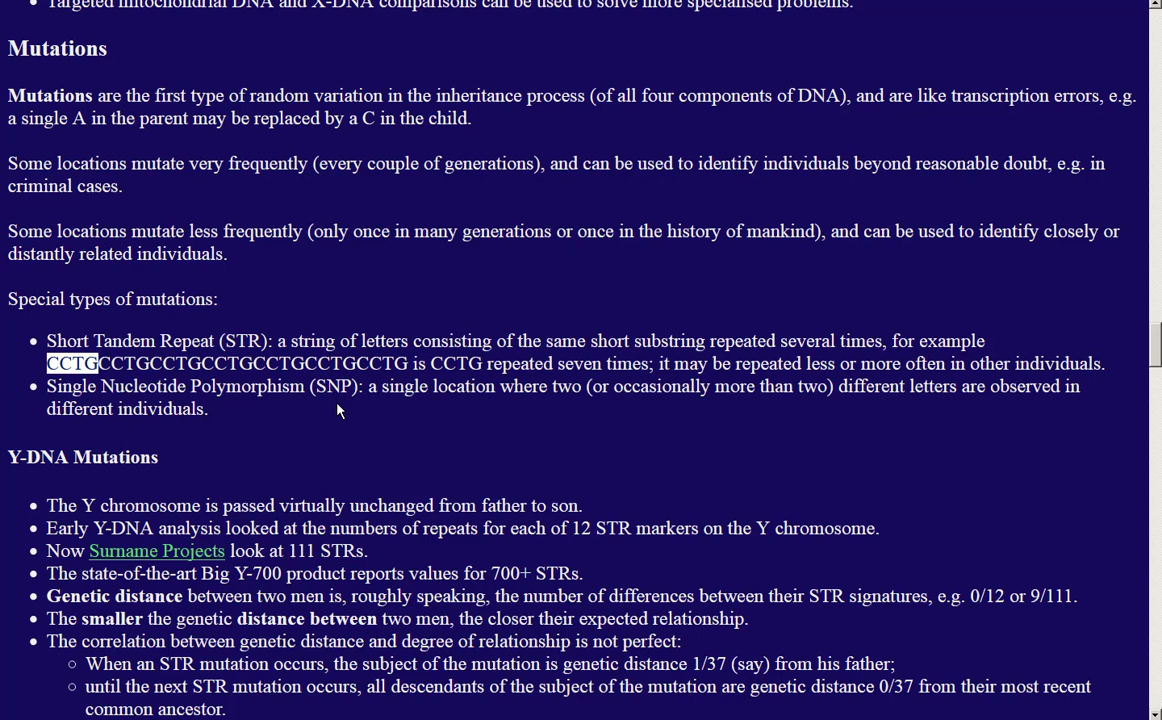 Targeted mitochondrial DNA and X-DNA comparisons can be used to solve more specialised problems.
Mutations
Mutations are the first type of random variation in the inheritance process (of all four components of DNA), and are like transcription errors, e.g.
a single A in the parent may be replaced by a C in the child.
Some locations mutate very frequently (every couple of generations), and can be used to identify individuals beyond reasonable doubt, e.g. in
criminal cases.
Some locations mutate less frequently (only once in many generations or once in the history of mankind), and can be used to identify closely or
distantly related individuals.
Special types of mutations:
Short Tandem Repeat (STR): a string of letters consisting of the same short substring repeated several times, for example
CCTGCCTGCCTGCCTGCCTGCCTGCCTG is CCTG repeated seven times; it may be repeated less or more often in other individuals.
Single Nucleotide Polymorphism (SNP): a single location where two (or occasionally more than two) different letters are observed in
different individuals.
Y-DNA Mutations
The Y chromosome is passed virtually unchanged from father to son.
Early Y-DNA analysis looked at the numbers of repeats for each of 12 STR markers on the Y chromosome.
Now Surname Projects look at 111 STRs.
The state-of-the-art Big Y-700 product reports values for 700+ STRs.
Genetic distance between two men is, roughly speaking, the number of differences between their STR signatures, e.g. 0/12 or 9/111.
The smaller the genetic distance between two men, the closer their expected relationship.
The correlation between genetic distance and degree of relationship is not perfect:
When an STR mutation occurs, the subject of the mutation is genetic distance 1/37 (say) from his father;
until the next STR mutation occurs, all descendants of the subject of the mutation are genetic distance 0/37 from their most recent
common ancestor.